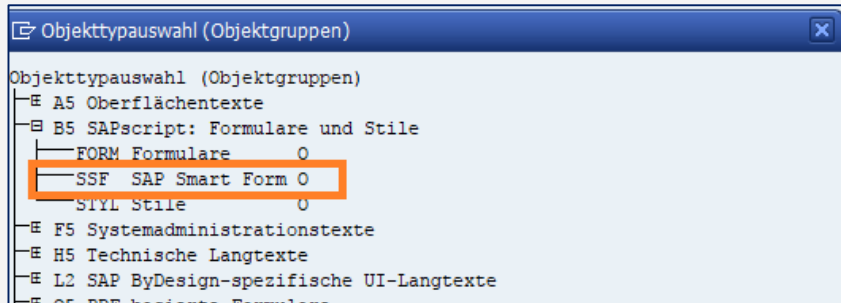 Objekttypauswahl (Objektgruppen)
Objekttypauswahl (Objektgruppen)
A5 Oberflächentexte
B5 SAPscript: Formulare und Stile
FORM Formulare O
SSF SAP Smart Form O
STYL Stile O
F5 Systemadministrationstexte
H5 Technische Langtexte
L2 SAP ByDesign-spezifische UI-Langtexte